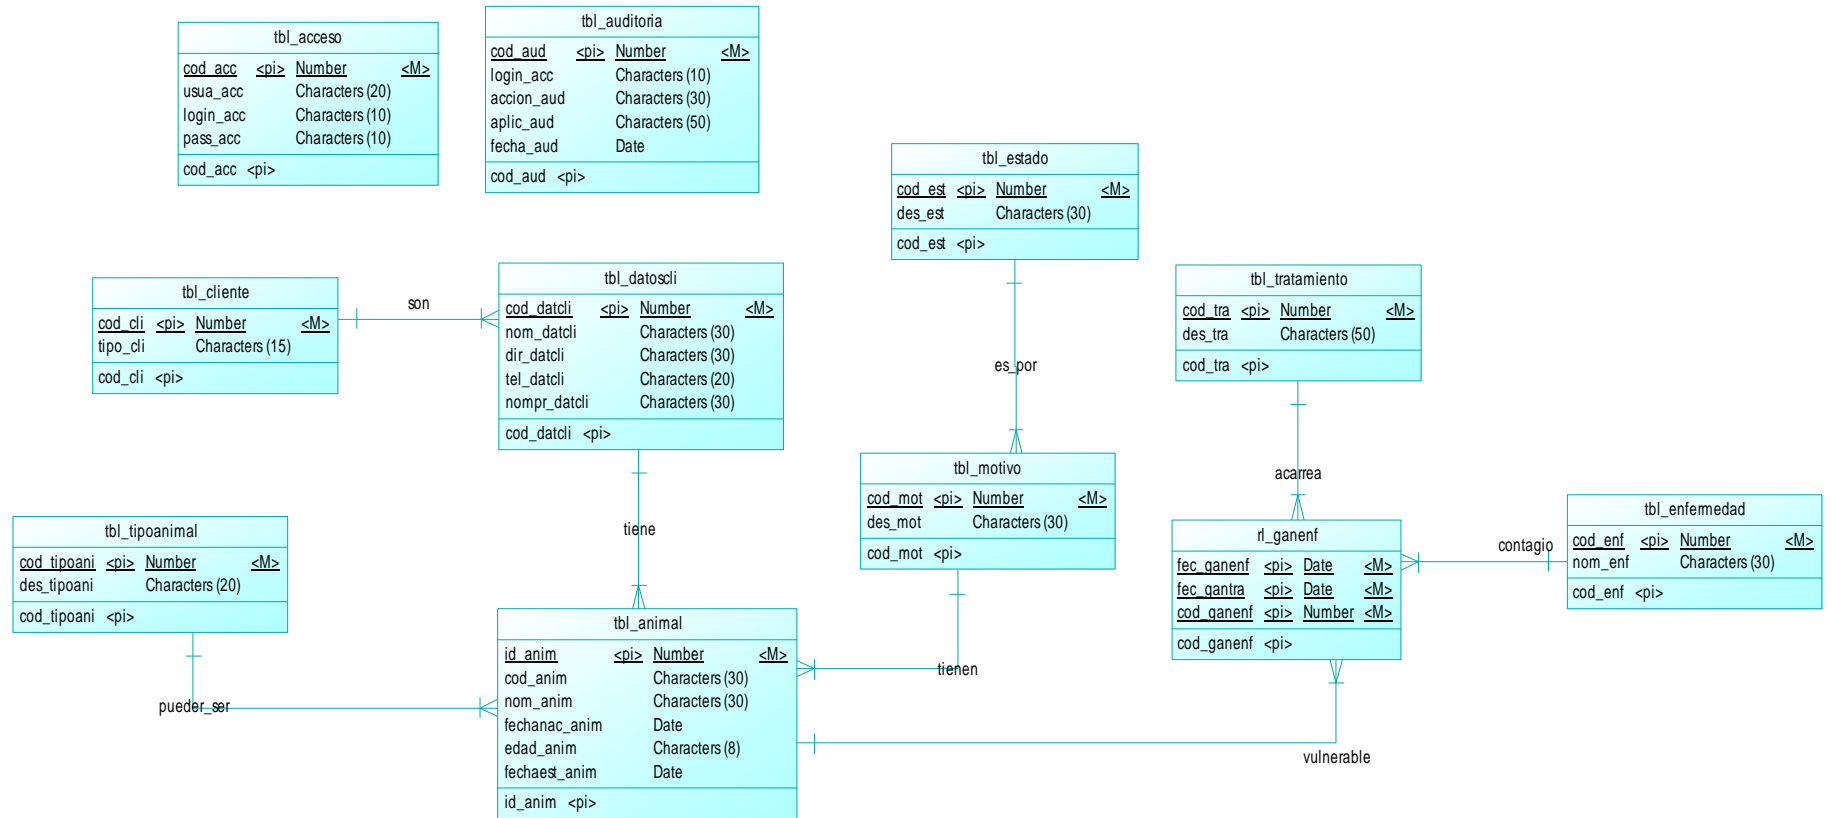 tbl_acceso
cod_acc <pi> Number <M>
usua_acc Characters (20)
login_acc Characters (10)
pass_acc Characters (10)
cod_acc <pi>
tbl_auditoria
cod_aud <pi> Number <M>
login_acc Characters (10)
accion_aud Characters (30)
aplic_aud Characters (50)
fecha_aud Date
cod_aud <pi>
tbl_estado
cod_est <pi> Number <M>
des_est Characters (30)
cod_est <pi>
tbl_cliente
cod_cli <pi> Number <M>
tipo_cli Characters (15)
cod_cli <pi>
son
tbl_datoscli
cod_datcli <pi> Number <M>
nom_datcli Characters (30)
dir_datcli Characters (30)
tel_datcli Characters (20)
nompr_datcli Characters (30)
cod_datcli <pi>
tbl_tratamiento
cod_tra <pi> Number <M>
des_tra Characters (50)
cod_tra <pi>
es_por
tbl_motivo
cod_mot <pi> Number <M>
des_mot Characters (30)
cod_mot <pi>
acarrea
tbl_tipoanimal
cod_tipoani <pi> Number <M>
des_tipoani Characters (20)
cod_tipoani <pi>
tiene
rl_ganenf
fec_ganenf <pi> Date <M>
fec_gantra <pi> Date <M>
cod_ganenf <pi> Number <M>
cod_ganenf <pi>
contagio
tbl_enfermedad
cod_enf <pi> Number <M>
nom_enf Characters (30)
cod_enf <pi>
tbl_animal
id_anim <pi> Number <M>
cod_anim Characters (30)
nom_anim Characters (30)
fechanac_anim Date
edad_anim Characters (8)
fechaest_anim Date
id_anim <pi>
pueder_ser
tienen
vulnerable